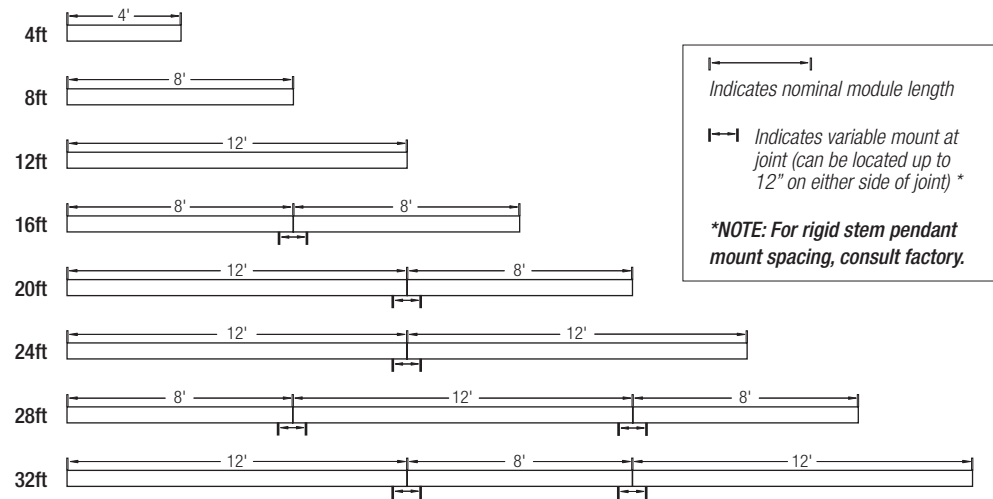 4ft
4'
8ft
8'
12ft
12'
16ft
8' 8'
20ft
12' 8'
24ft
12' 12'
28ft
8' 12' 8'
32ft
12' 8' 12'
Indicates nominal module length
Indicates variable mount at
joint (can be located up to
12” on either side of joint) *
*NOTE: For rigid stem pendant
mount spacing, consult factory.